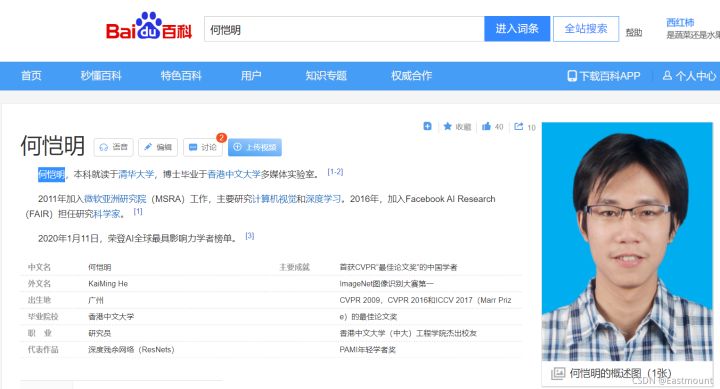 Bai du 百科
何恺明
进入词条
全站搜索
帮助
西红柿
是蔬菜还是水果
首页 秒懂百科 特色百科 用户 知识专题 权威合作 下载百科APP 个人中心
收藏 40 10
何恺明 语音 编辑 讨论 2 上传视频
何恺明，本科就读于清华大学，博士毕业于香港中文大学多媒体实验室。 [1-2]
2011年加入微软亚洲研究院（MSRA）工作，主要研究计算机视觉和深度学习。2016年，加入Facebook AI Research
（FAIR）担任研究科学家。 [1]
2020年1月11日，荣登AI全球最具影响力学者榜单。 [3]
中文名 何恺明
外文名 KaiMing He
出生地 广州
毕业院校 香港中文大学
职 业 研究员
代表作品 深度残余网络（ResNets）
主要成就 首获CVPR“最佳论文奖”的中国学者
ImageNet图像识别大赛第一
CVPR 2009，CVPR 2016和ICCV 2017（Marr Priz
e）的最佳论文奖
香港中文大学（中大）工程学院杰出校友
PAMI年轻学者奖
何恺明的概述图（1张）
CSDN @Eastmount